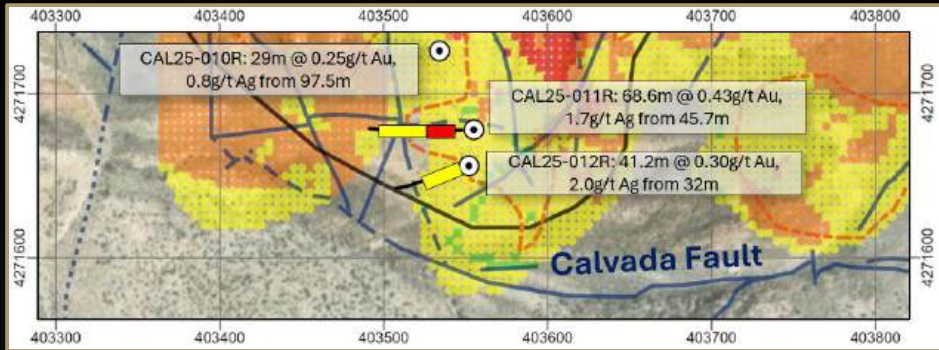 403300 403400 403500 403600 403700 403800
CAL25-010R: 29m @ 0.25g/t Au,
0.8g/t Ag from 97.5m
4271700
4271700
CAL25-011R: 68.6m @ 0.43g/t Au,
1.7g/t Ag from 45.7m
CAL25-012R: 41.2m @ 0.30g/t Au,
2.0g/t Ag from 32m
4271600
4271600
Calvada Fault
403300 403400 403500 403600 403700 403800